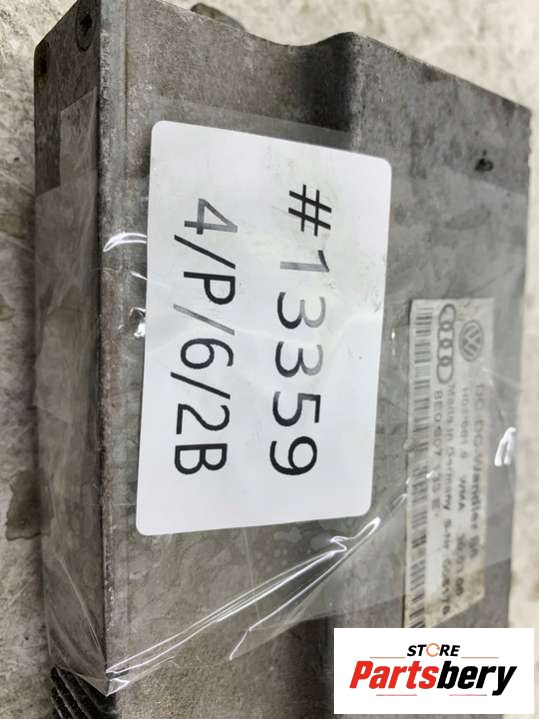 #13359
4/P/6/2B
DC-DC-Wandler
Made in Germany
STORE
Partsbery